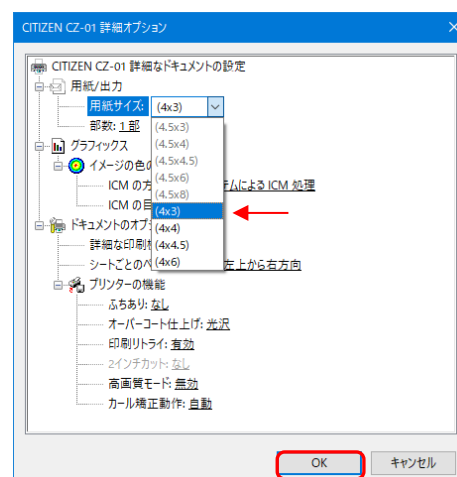 CITIZEN CZ-01 詳細オプション
CITIZEN CZ-01 詳細なドキュメントの設定
用紙/出力
用紙サイズ: (4x3)
部数: 1 部
(4.5x3)
グラフィックス
(4.5x4)
イメージの色の
(4.5x4.5)
ICM の方
(4.5x6)
テムによる ICM 処理
(4.5x8)
ICM の目
(4x3)
ドキュメントのオプ
(4x4)
詳細な印刷
(4x4.5)
シートごとのペ
(4x6)
左上から右方向
プリンターの機能
ふちあり: なし
オーバーコート仕上げ: 光沢
印刷リトライ: 有効
2インチカット: なし
高画質モード: 無効
カール矯正動作: 自動
OK キャンセル